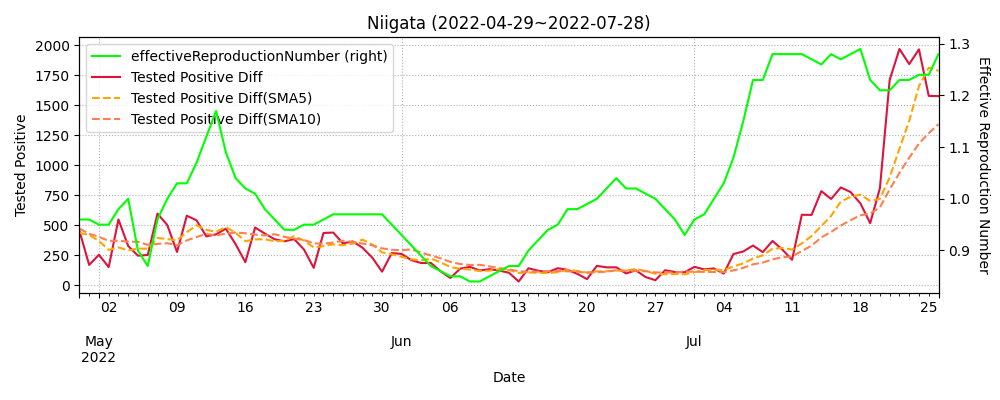 Niigata (2022-04-29~2022-07-28)
effectiveReproductionNumber (right)
Tested Positive Diff
Tested Positive Diff(SMA5)
Tested Positive Diff(SMA10)
Tested Positive
2000
1750
1500
1250
1000
750
500
250
0
Effective Reproduction Number
1.3
1.2
1.1
1.0
0.9
02 09 16 23 30 06 13 20 27 04 11 18 25
May Jun Jul
2022
Date